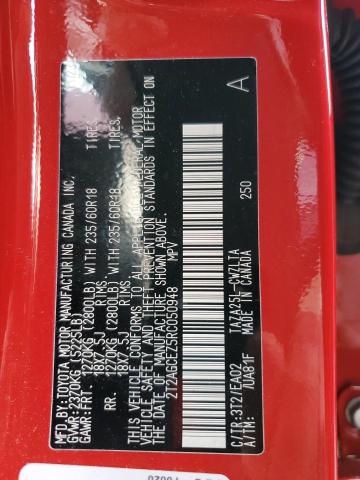 MFD.BY:TOYOTA MOTOR MANUFACTURING CANADA INC.
GVWR:2370KG (5225LB)
GAWR:FRT. 1270KG (2800LB) WITH 235/60R18 TIRES,
18X7.5J RIMS
RR. 1270KG (2800LB) WITH 235/60R18 TIRES,
18X7.5J RIMS
THIS VEHICLE CONFORMS TO ALL APPLICABLE FEDERAL MOTOR
VEHICLE SAFETY AND THEFT PREVENTION STANDARDS IN EFFECT ON
THE DATE OF MANUFACTURE SHOWN ABOVE.
2T2AGCEZ5RC050948 MPV
C/TR:3T2/EA02 TAZA25L-CWZLTA 250
A/TM: /UA81F MADE IN CANADA
A